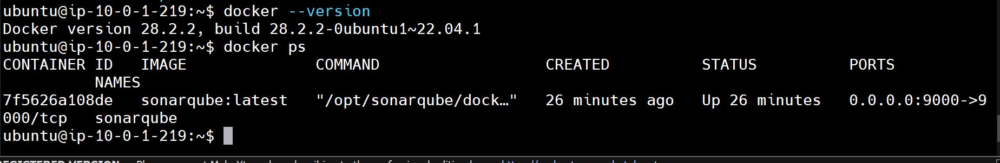 ubuntu@ip-10-0-1-219:~$ docker --version
Docker version 28.2.2, build 28.2.2-0ubuntu1~22.04.1
ubuntu@ip-10-0-1-219:~$ docker ps
CONTAINER ID   IMAGE              COMMAND                  CREATED          STATUS          PORTS
          NAMES
7f5626a108de   sonarqube:latest   "/opt/sonarqube/dock…"   26 minutes ago   Up 26 minutes   0.0.0.0:9000->9
000/tcp   sonarqube
ubuntu@ip-10-0-1-219:~$